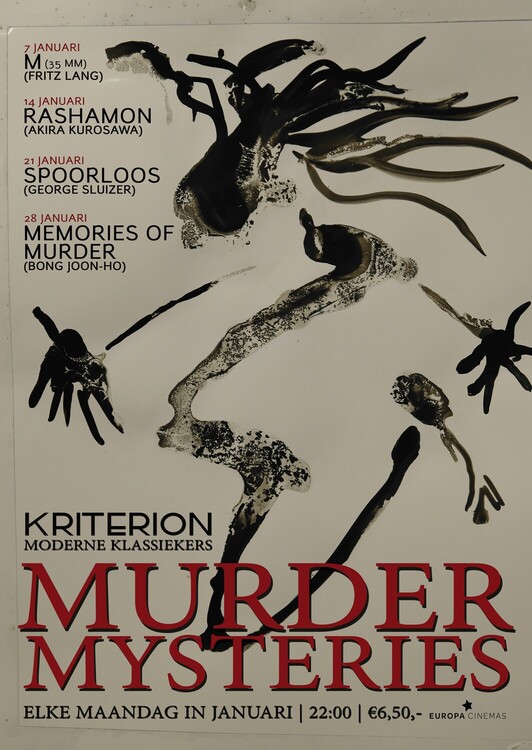 7 JANUARI
M (35 MM)
(FRITZ LANG)
14 JANUARI
RASHAMON
(AKIRA KUROSAWA)
21 JANUARI
SPOORLOOS
(GEORGE SLUIZER)
28 JANUARI
MEMORIES OF
MURDER
(BONG JOON-HO)
KRITERION
MODERNE KLASSIEKERS
MURDER
MYSTERIES
ELKE MAANDAG IN JANUARI | 22:00 | €6,50,- EUROPA CINEMAS